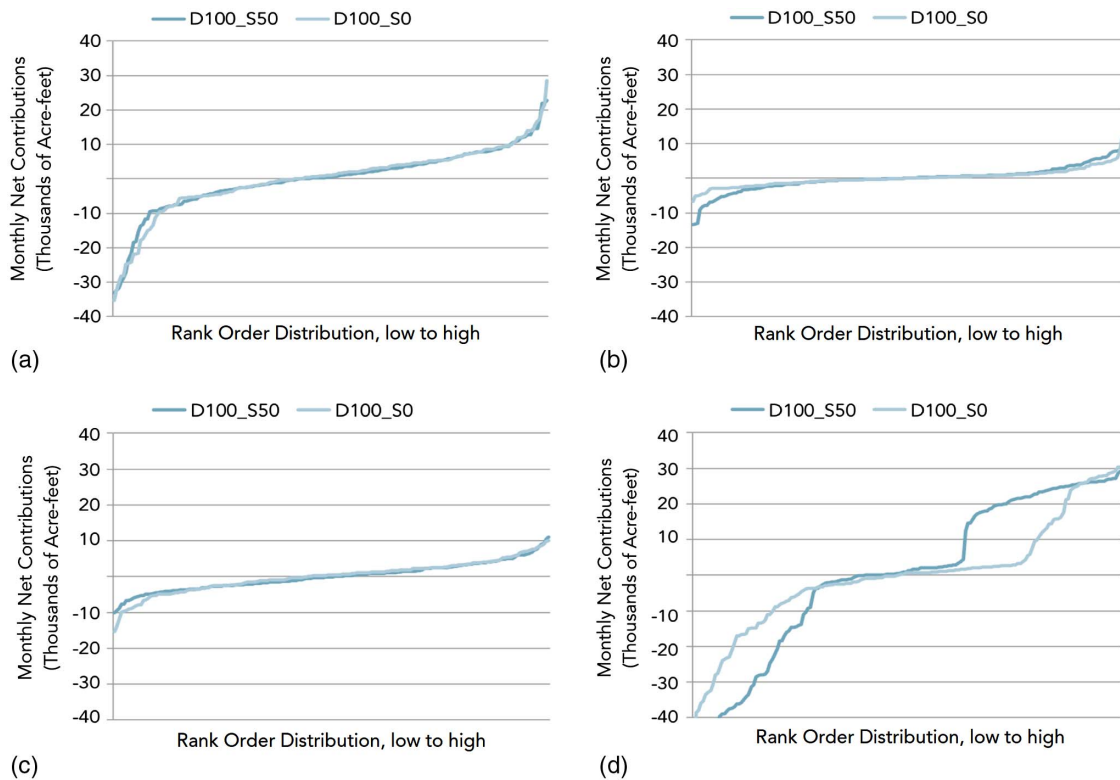 D100_S50 D100_S0
Monthly Net Contributions
(Thousands of Acre-feet)
40
30
20
10
-10
-20
-30
-40
Rank Order Distribution, low to high
(a)
D100_S50 D100_S0
Monthly Net Contributions
(Thousands of Acre-feet)
40
30
20
10
-10
-20
-30
-40
Rank Order Distribution, low to high
(b)
D100_S50 D100_S0
Monthly Net Contributions
(Thousands of Acre-feet)
40
30
20
10
-10
-20
-30
-40
Rank Order Distribution, low to high
(c)
D100_S50 D100_S0
Monthly Net Contributions
(Thousands of Acre-feet)
40
30
20
10
-10
-20
-30
-40
Rank Order Distribution, low to high
(d)